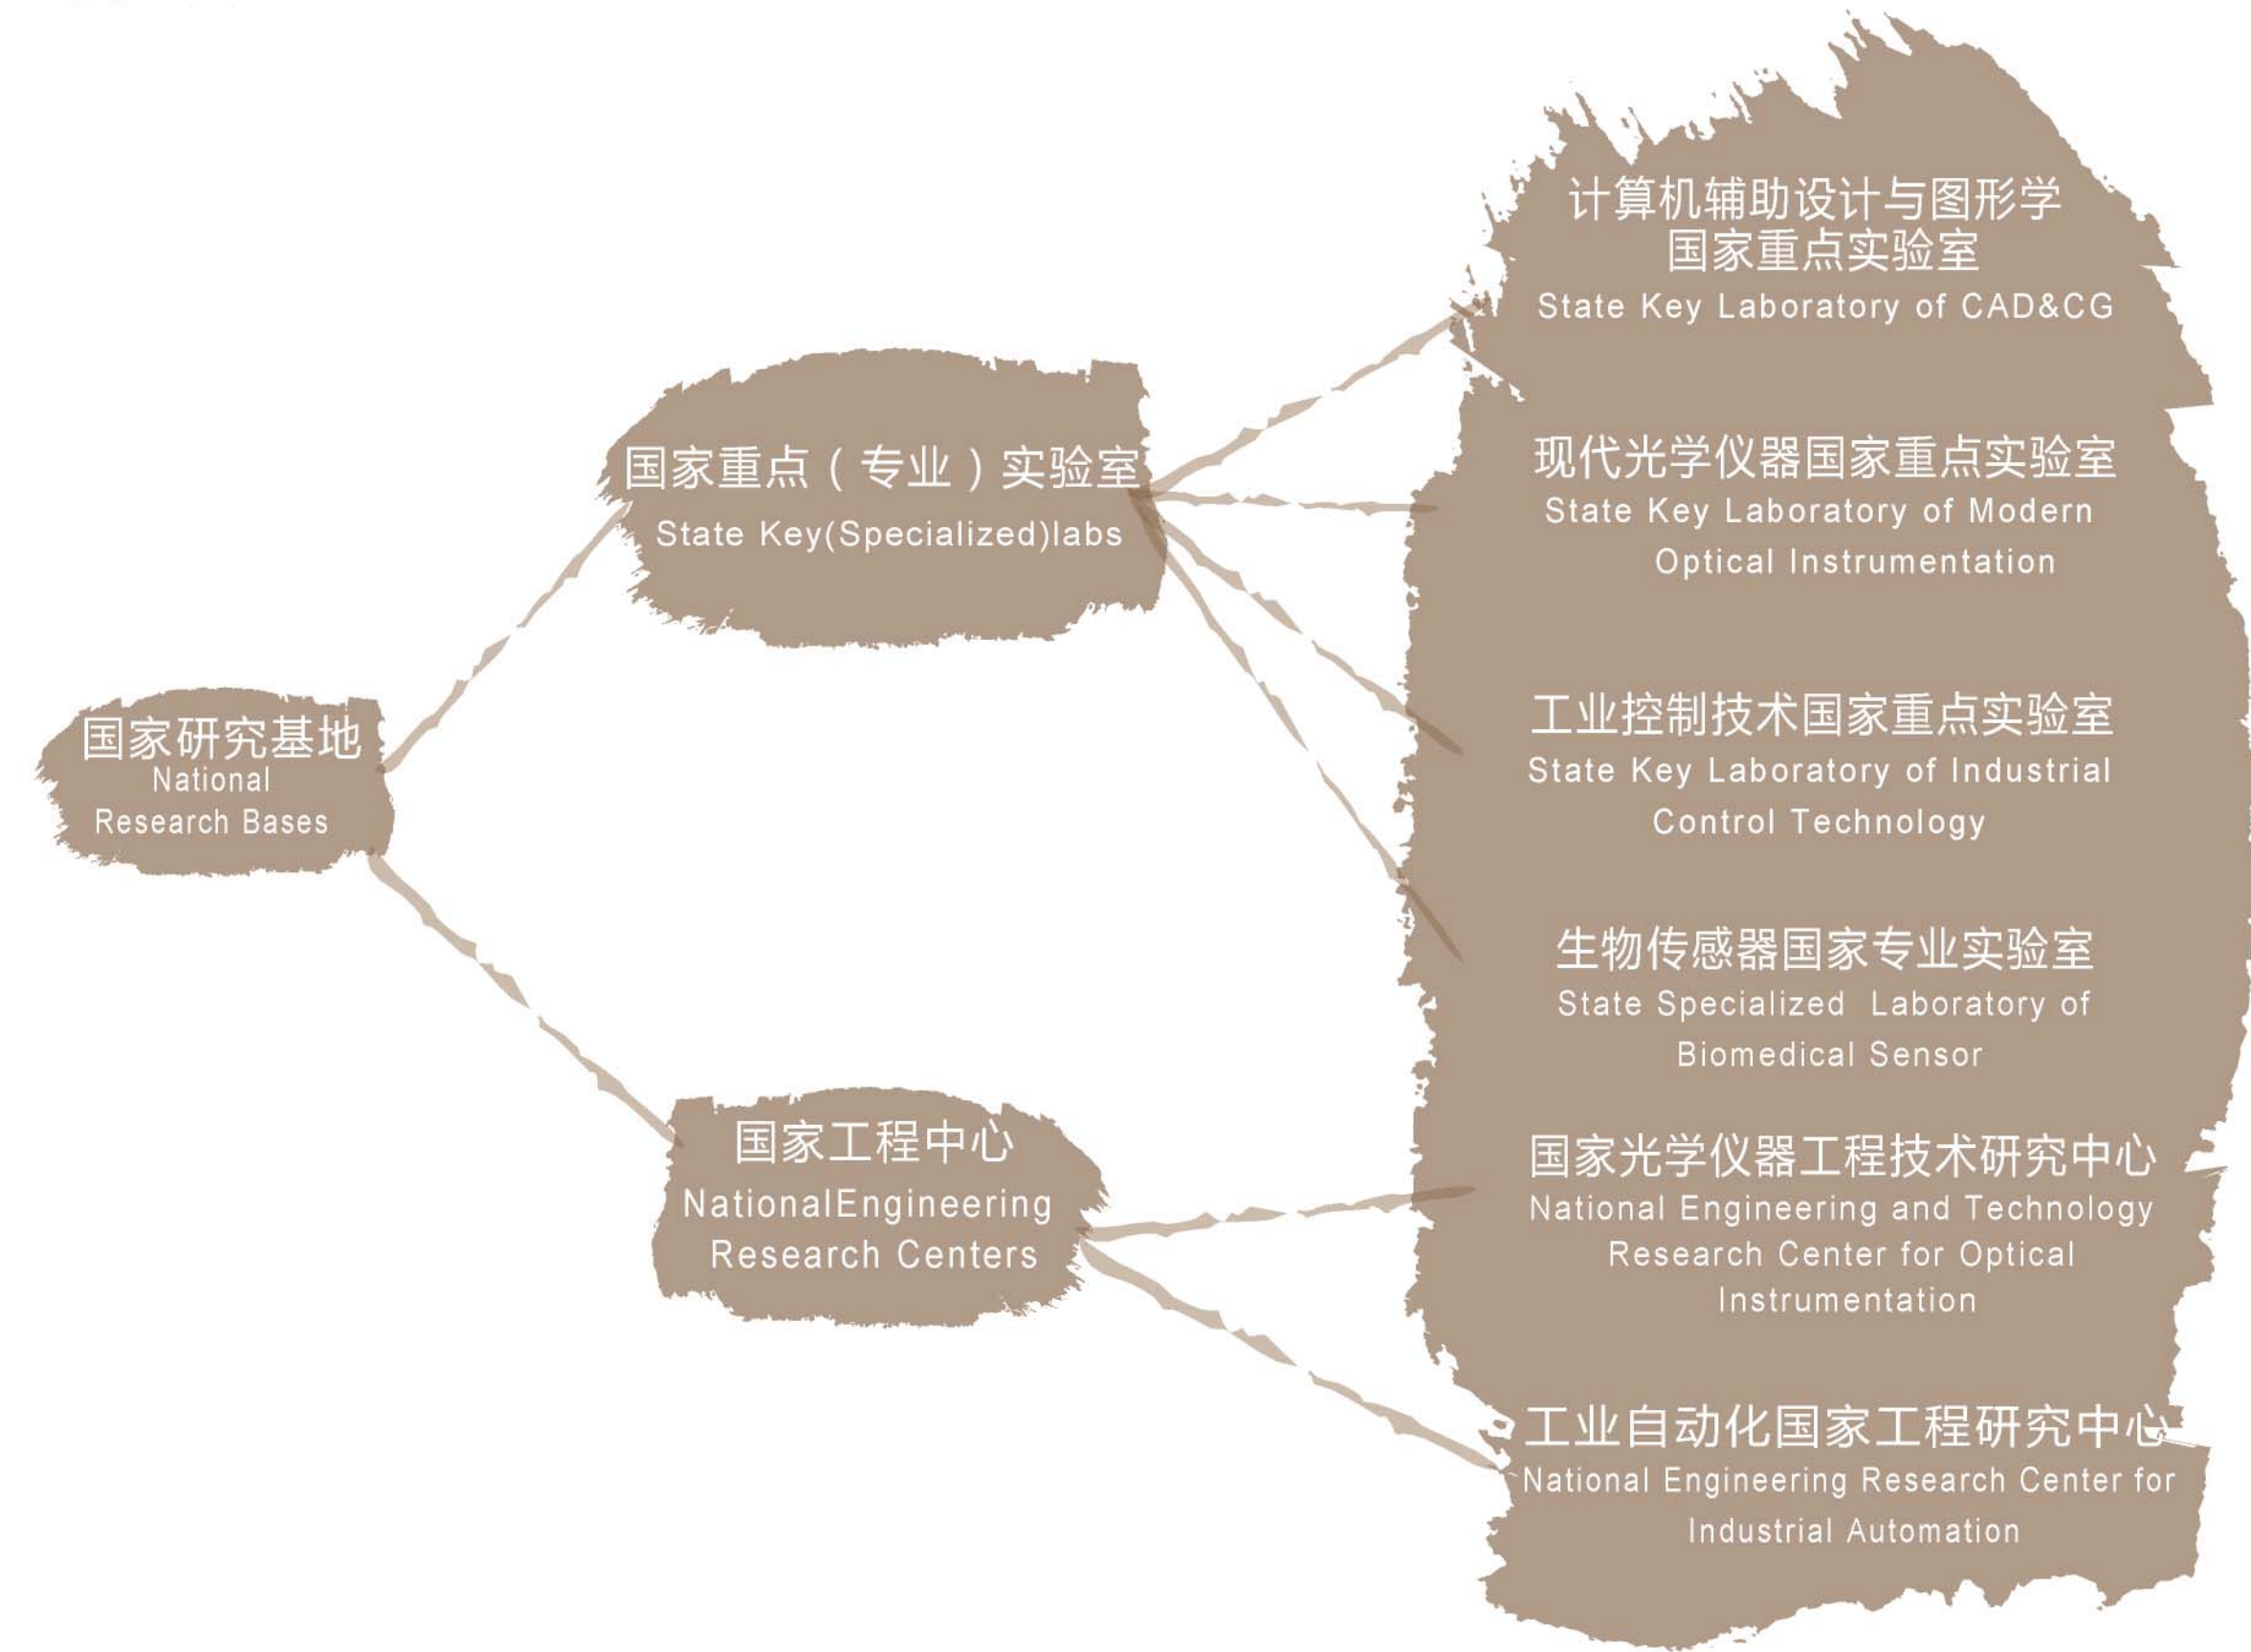 国家研究基地
National
Research Bases
国家重点（专业）实验室
State Key(Specialized)labs
国家工程中心
NationalEngineering
Research Centers
计算机辅助设计与图形学
国家重点实验室
State Key Laboratory of CAD&CG
现代光学仪器国家重点实验室
State Key Laboratory of Modern
Optical Instrumentation
工业控制技术国家重点实验室
State Key Laboratory of Industrial
Control Technology
生物传感器国家专业实验室
State Specialized Laboratory of
Biomedical Sensor
国家光学仪器工程技术研究中心
National Engineering and Technology
Research Center for Optical
Instrumentation
工业自动化国家工程研究中心
National Engineering Research Center for
Industrial Automation